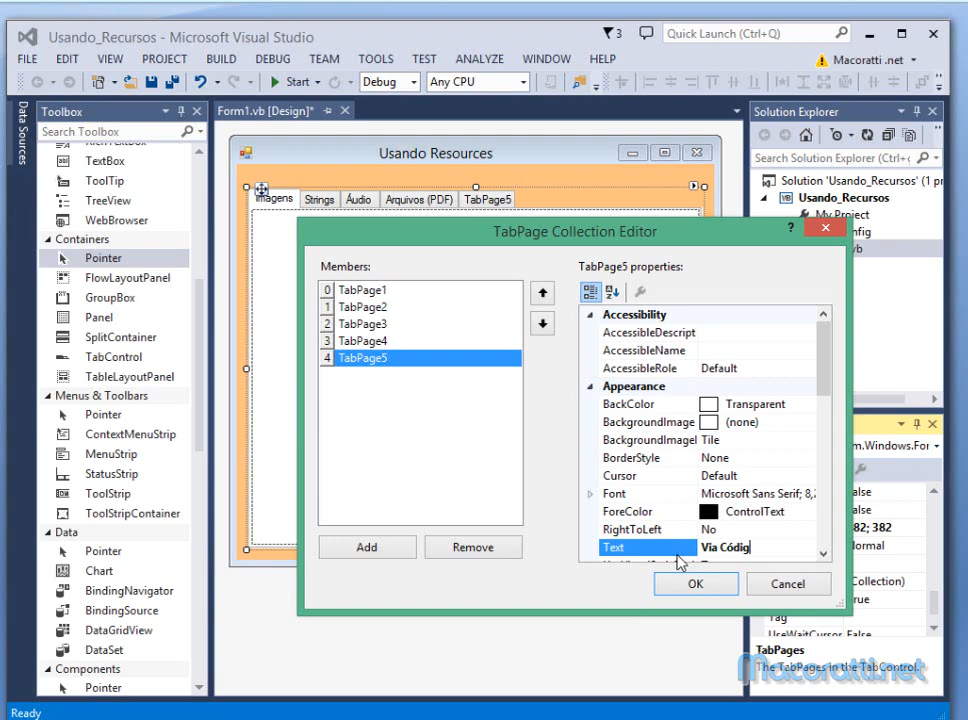 Usando_Recursos - Microsoft Visual Studio
3
Quick Launch (Ctrl+Q)
FILE EDIT VIEW PROJECT BUILD DEBUG TEAM TOOLS TEST ANALYZE WINDOW HELP
Macoratti .net
Start
Debug
Any CPU
Data Sources
Toolbox
Search Toolbox
TextBox
ToolTip
TreeView
WebBrowser
Containers
Pointer
FlowLayoutPanel
GroupBox
Panel
SplitContainer
TabControl
TableLayoutPanel
Menus & Toolbars
Pointer
ContextMenuStrip
MenuStrip
StatusStrip
ToolStrip
ToolStripContainer
Data
Pointer
Chart
BindingNavigator
BindingSource
DataGridView
DataSet
Components
Pointer
Form1.vb [Design]*
Usando Resources
Imagens Strings Áudio Arquivos (PDF) TabPage5
TabPage Collection Editor
? 
Members:
0 TabPage1
1 TabPage2
2 TabPage3
3 TabPage4
4 TabPage5
Add
Remove
TabPage5 properties:
Accessibility
AccessibleDescript
AccessibleName
AccessibleRole Default
Appearance
BackColor Transparent
BackgroundImage (none)
BackgroundImagel Tile
BorderStyle None
Cursor Default
Font Microsoft Sans Serif; 8,2
ForeColor ControlText
RightToLeft No
Text Via Códig
OK
Cancel
Solution Explorer
Search Solution Explorer (Ctrl+
Solution 'Usando_Recursos' (1 pr
Usando_Recursos
My Project
onfig
vb
m.Windows.For
alse
alse
82; 382
ormal
Collection)
rue
Tag
UseWaitCursor False
TabPages
The TabPages in the TabControl.
Macoratti.net
Ready